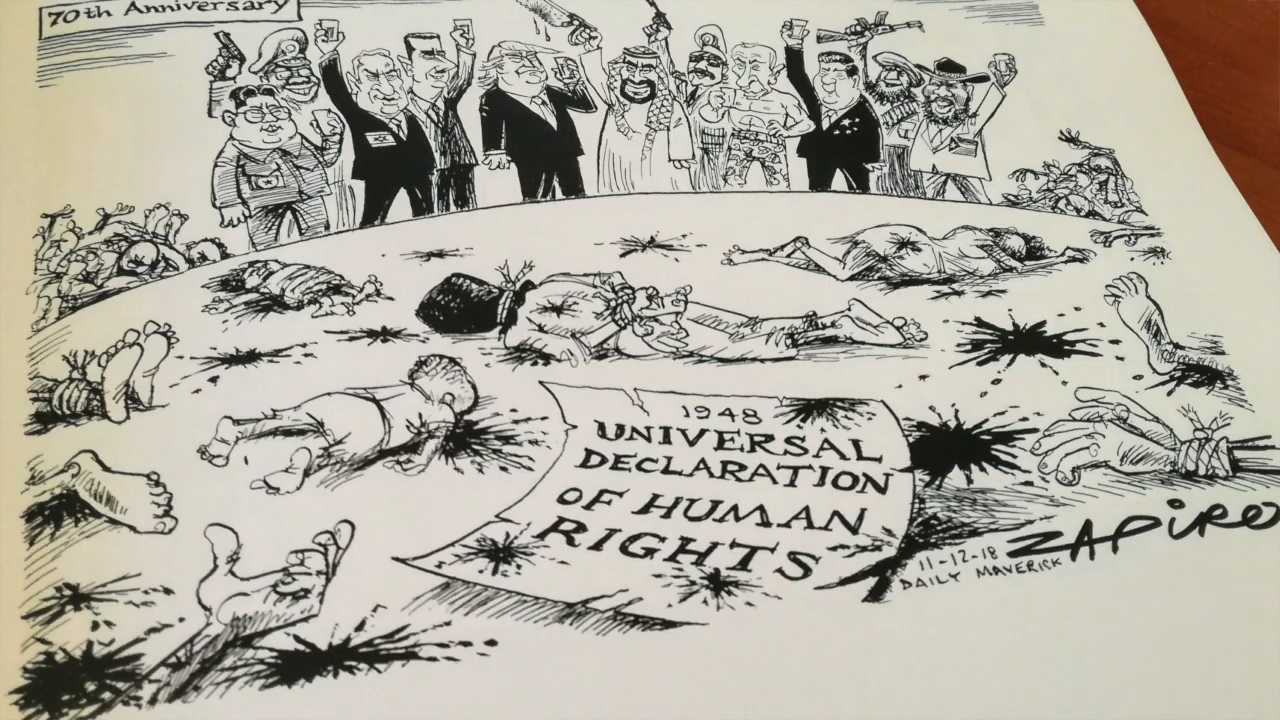 70th Anniversary
1948
UNIVERSAL
DECLARATION
OF HUMAN
RIGHTS
11-12-18 ZAPIRO
DAILY MAVERICK